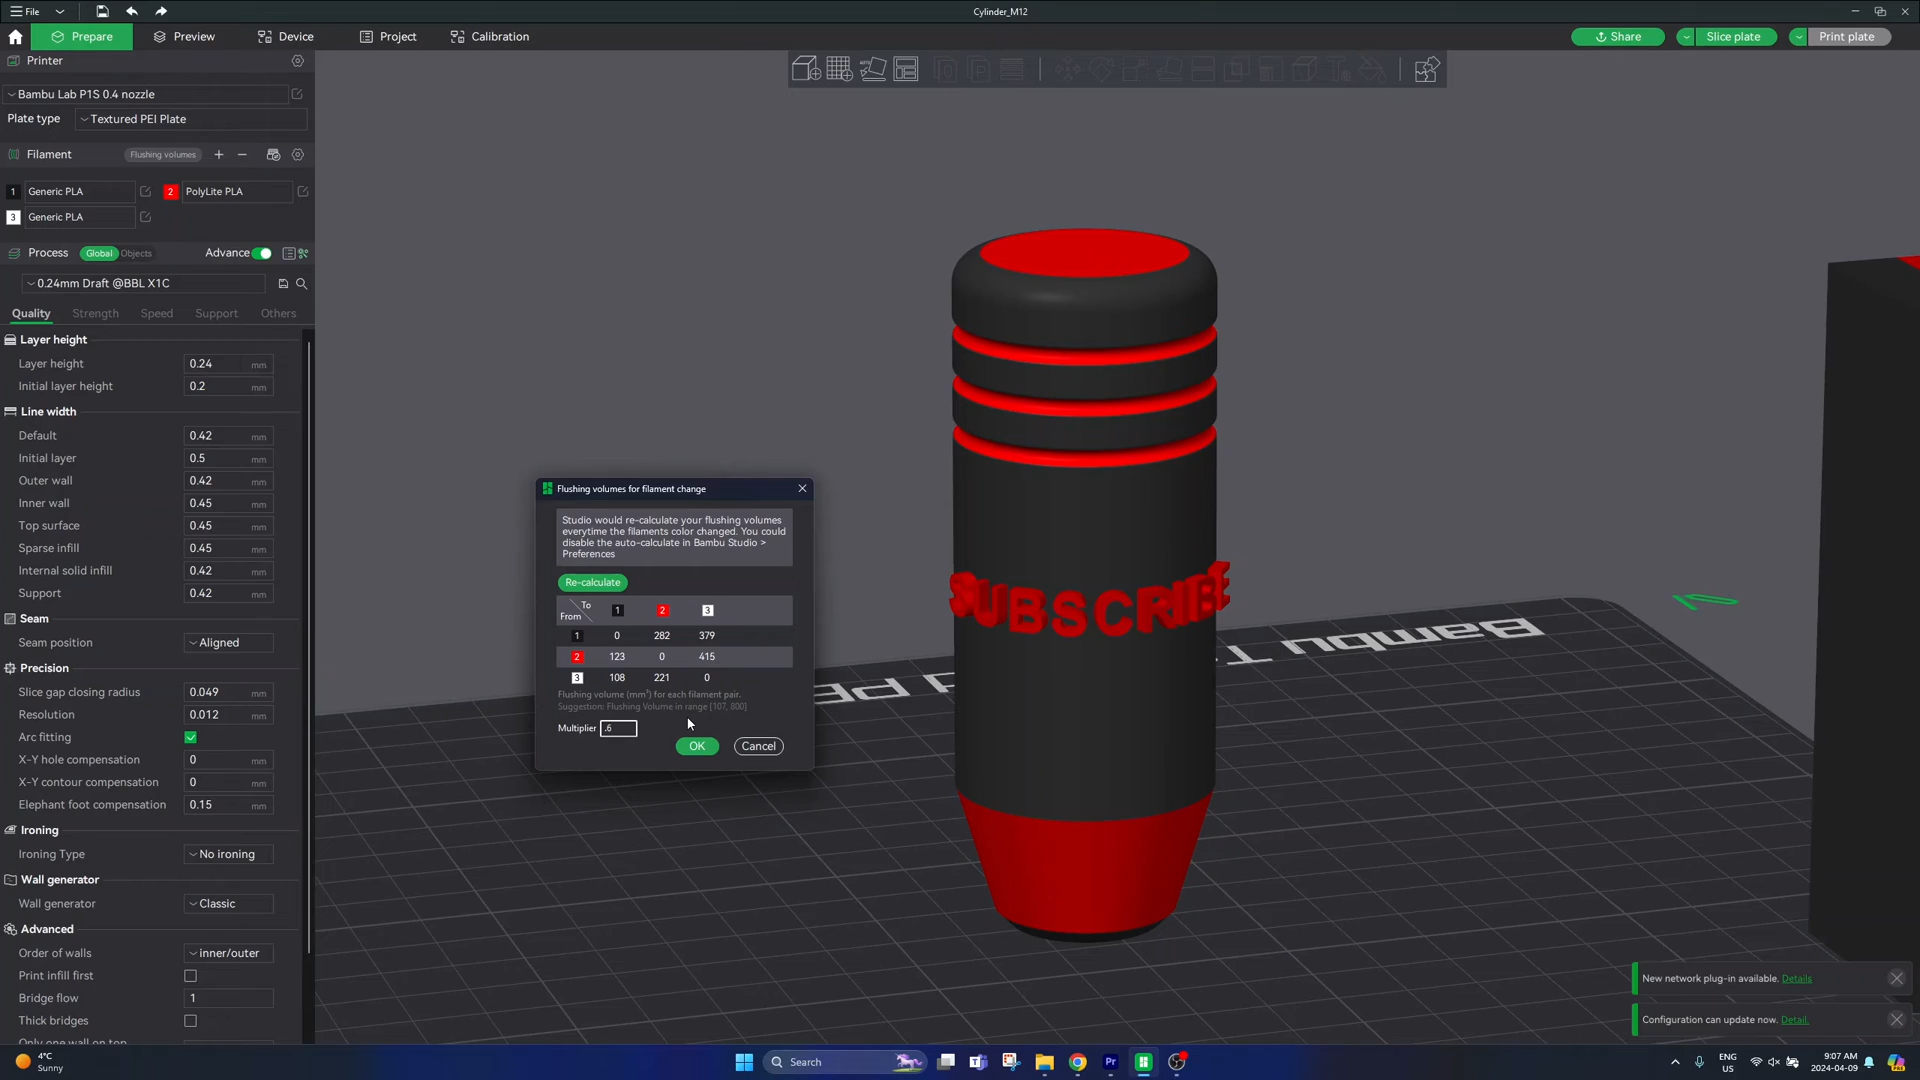 File
Cylinder_M12
Prepare
Preview
Device
Project
Calibration
Share
Slice plate
Print plate
Printer
Bambu Lab P1S 0.4 nozzle
Plate type
Textured PEI Plate
Filament
Flushing volumes
1 Generic PLA
2 PolyLite PLA
3 Generic PLA
Process
Global
Objects
Advance
0.24mm Draft @BBL X1C
Quality
Strength
Speed
Support
Others
Layer height
Layer height 0.24 mm
Initial layer height 0.2 mm
Line width
Default 0.42 mm
Initial layer 0.5 mm
Outer wall 0.42 mm
Inner wall 0.45 mm
Top surface 0.45 mm
Sparse infill 0.45 mm
Internal solid infill 0.42 mm
Support 0.42 mm
Seam
Seam position Aligned
Precision
Slice gap closing radius 0.049 mm
Resolution 0.012 mm
Arc fitting
X-Y hole compensation 0 mm
X-Y contour compensation 0 mm
Elephant foot compensation 0.15 mm
Ironing
Ironing Type No ironing
Wall generator
Wall generator Classic
Advanced
Order of walls inner/outer
Print infill first
Bridge flow 1
Thick bridges
Only one wall on top
Flushing volumes for filament change
Studio would re-calculate your flushing volumes
everytime the filaments color changed. You could
disable the auto-calculate in Bambu Studio >
Preferences
Re-calculate
To
From
1 2 3
1 0 282 379
2 123 0 415
3 108 221 0
Flushing volume (mm³) for each filament pair.
Suggestion: Flushing Volume in range [107, 800]
Multiplier .6
OK
Cancel
SUBSCRIBE
Bambu T
New network plug-in available. Details
Configuration can update now. Detail.
4°C
Sunny
Search
ENG
US
9:07 AM
2024-04-09